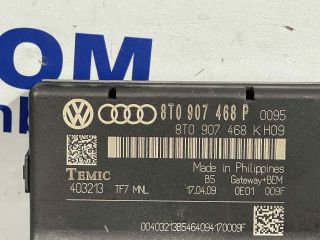 OM
mb
8T0 907 468 P 0095
8T0 907 468 KH09
TEMIC
403213
TF7 MNL
Made in Philippines
B5 Gateway+BEM
17.04.09 0E01 009F
00403213B5464094170009F